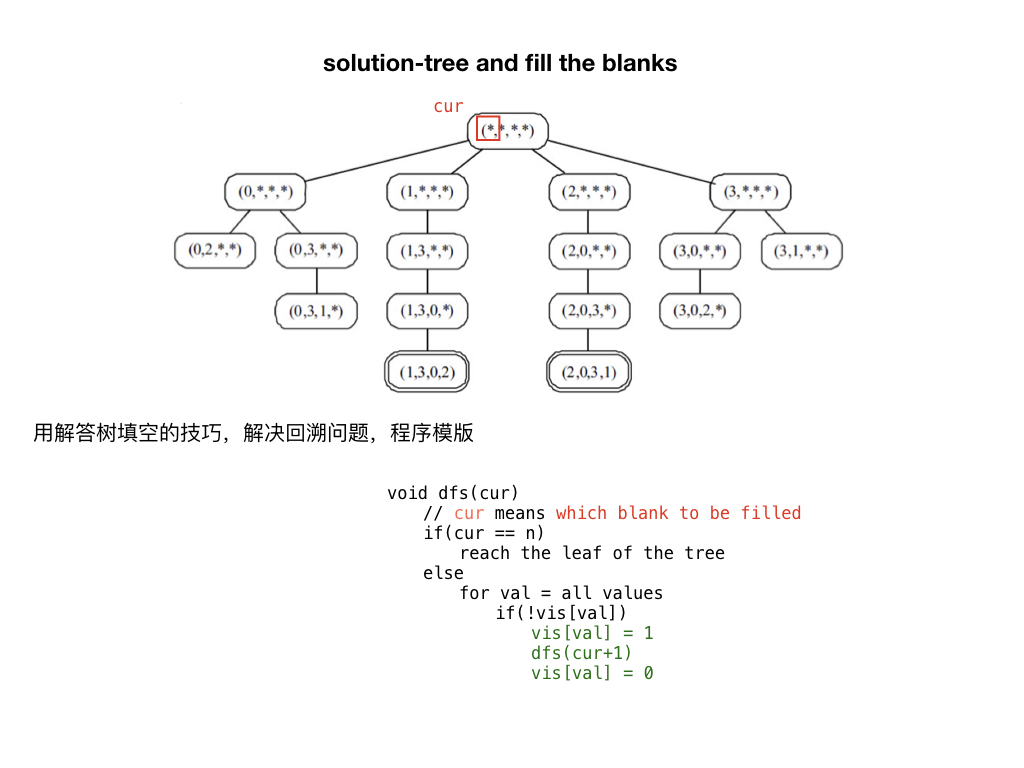 solution-tree and fill the blanks
cur
(*,*,*,*)
(0,*,*,*) (1,*,*,*) (2,*,*,*) (3,*,*,*)
(0,2,*,*) (0,3,*,*) (1,3,*,*) (2,0,*,*) (3,0,*,*) (3,1,*,*)
(0,3,1,*) (1,3,0,*) (2,0,3,*) (3,0,2,*)
(1,3,0,2) (2,0,3,1)
用解答树填空的技巧，解决回溯问题，程序模版
void dfs(cur)
// cur means which blank to be filled
if(cur == n)
reach the leaf of the tree
else
for val = all values
if(!vis[val])
vis[val] = 1
dfs(cur+1)
vis[val] = 0